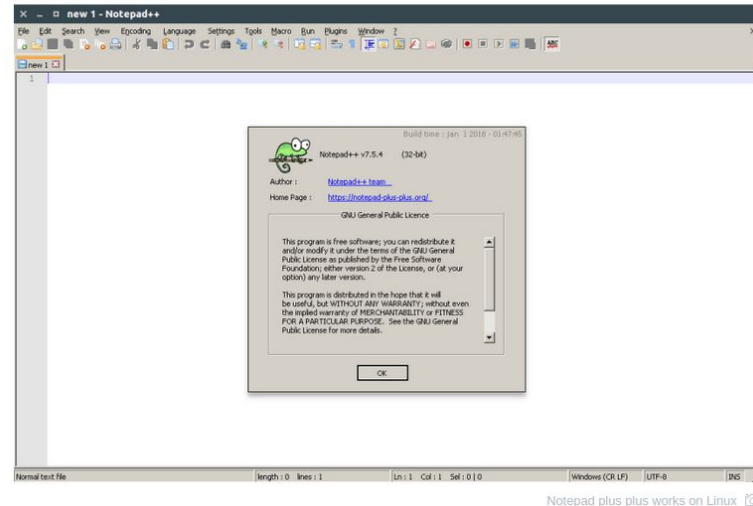 new 1 - Notepad++
File Edit Search View Encoding Language Settings Tools Macro Run Plugins Window ?
ABC
new 1
1
Build time : Jan 1 2018 - 01:47:45
Notepad++ v7.5.4 (32-bit)
Author : Notepad++ team
Home Page : https://notepad-plus-plus.org/
GNU General Public Licence
This program is free software; you can redistribute it
and/or modify it under the terms of the GNU General
Public License as published by the Free Software
Foundation; either version 2 of the License, or (at your
option) any later version.
This program is distributed in the hope that it will
be useful, but WITHOUT ANY WARRANTY; without even
the implied warranty of MERCHANTABILITY or FITNESS
FOR A PARTICULAR PURPOSE. See the GNU General
Public License for more details.
OK
Normal text file length : 0 lines : 1 Ln : 1 Col : 1 Sel : 0 | 0 Windows (CR LF) UTF-8 INS
Notepad plus plus works on Linux